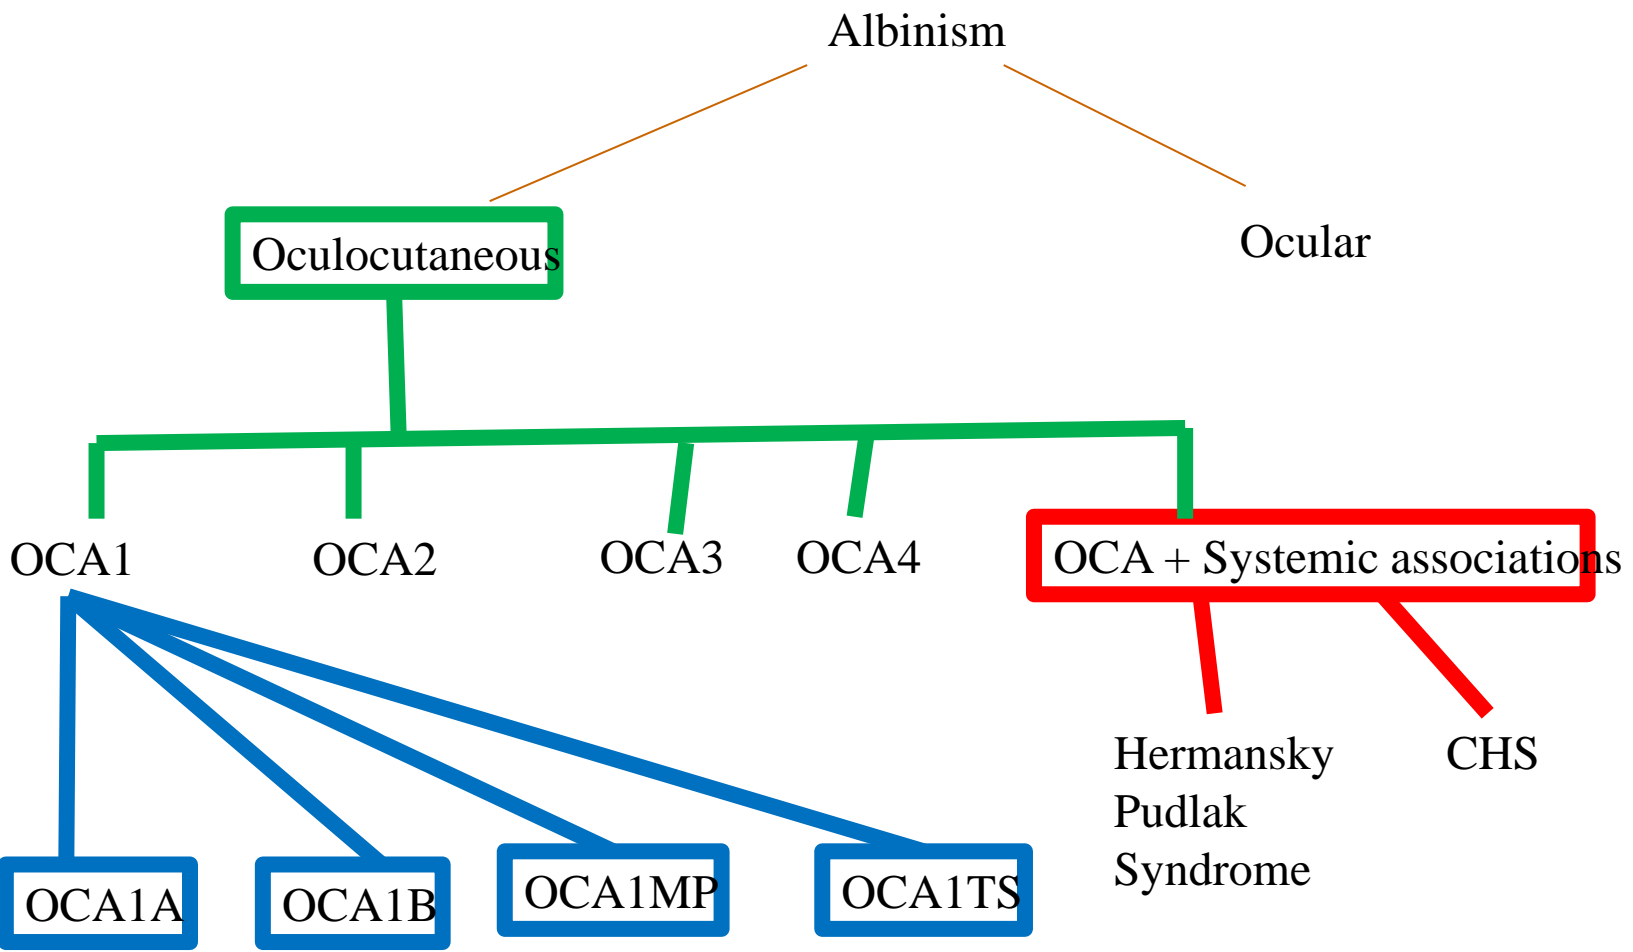 Albinism
Oculocutaneous
Ocular
OCA1
OCA2
OCA3
OCA4
OCA + Systemic associations
Hermansky
Pudlak
Syndrome
CHS
OCA1A
OCA1B
OCA1MP
OCA1TS